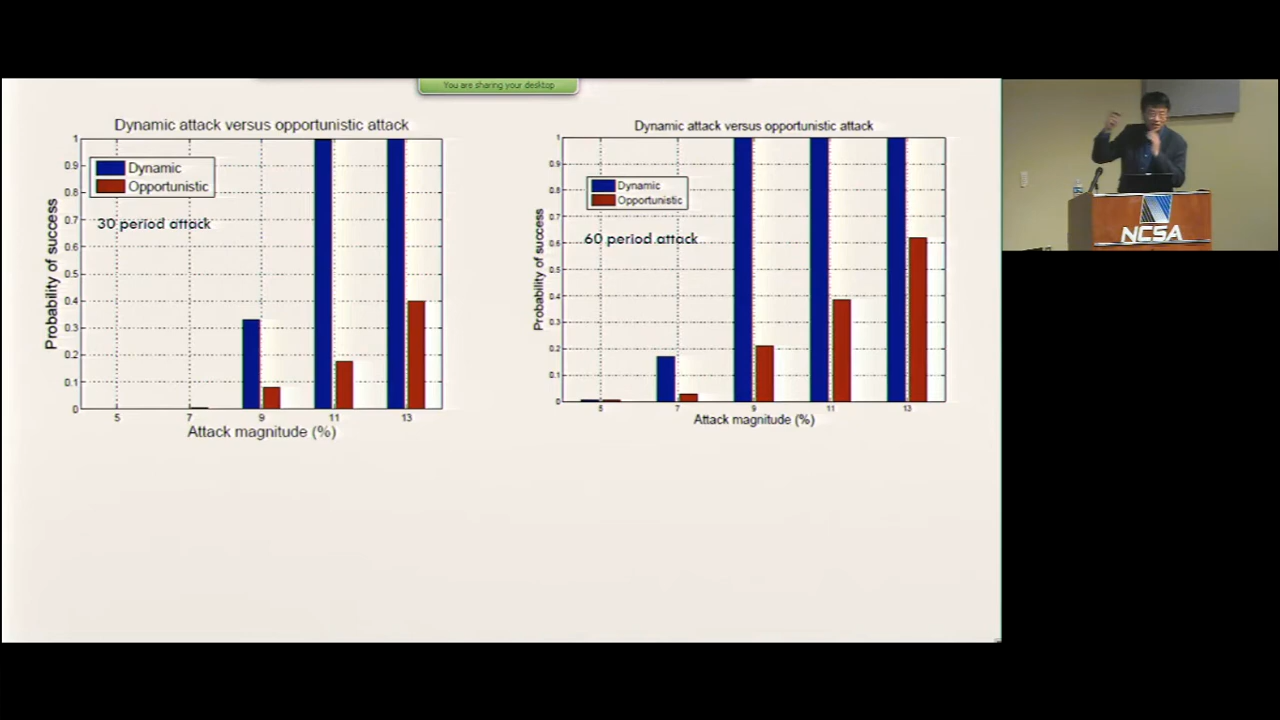 You are sharing your desktop
Dynamic attack versus opportunistic attack
1
0.9
0.8
0.7
0.6
0.5
0.4
0.3
0.2
0.1
0
Probability of success
Dynamic
Opportunistic
30 period attack
5 7 9 11 13
Attack magnitude (%)
Dynamic attack versus opportunistic attack
1
0.9
0.8
0.7
0.6
0.5
0.4
0.3
0.2
0.1
0
Probability of success
Dynamic
Opportunistic
60 period attack
5 7 9 11 13
Attack magnitude (%)
NCSA